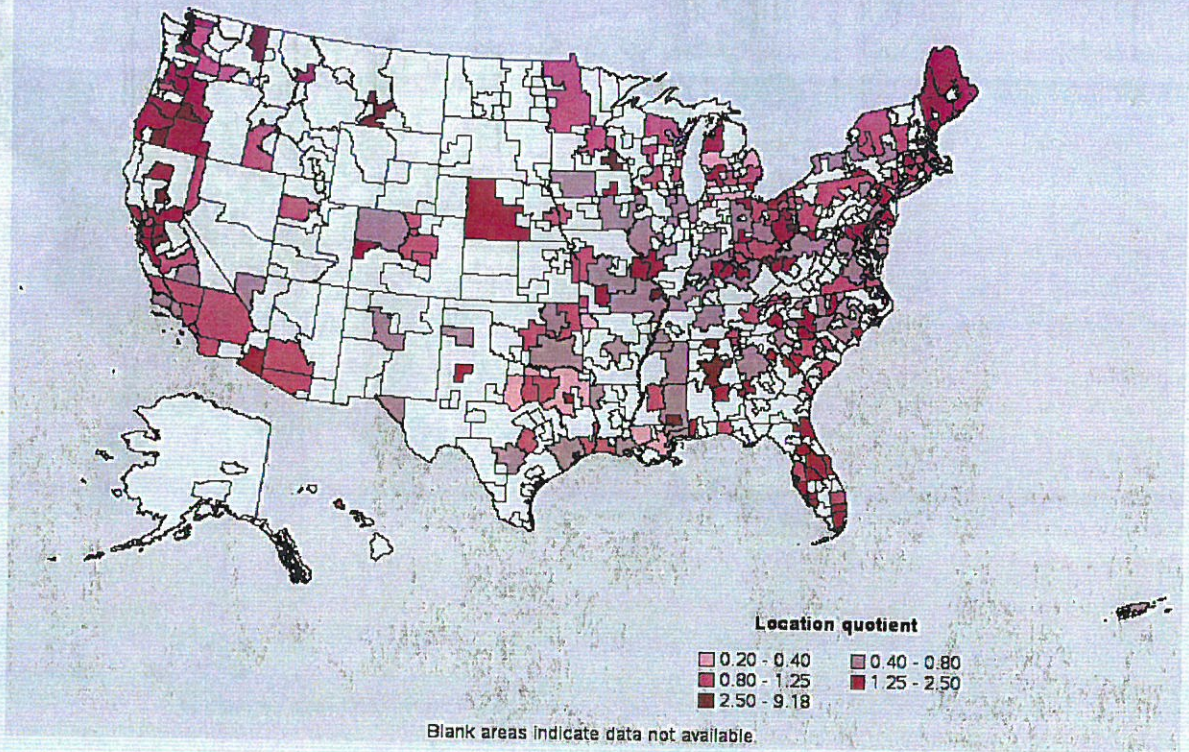 Location quotient
0.20 - 0.40
0.40 - 0.80
0.80 - 1.25
1.25 - 2.50
2.50 - 9.18
Blank areas indicate data not available.